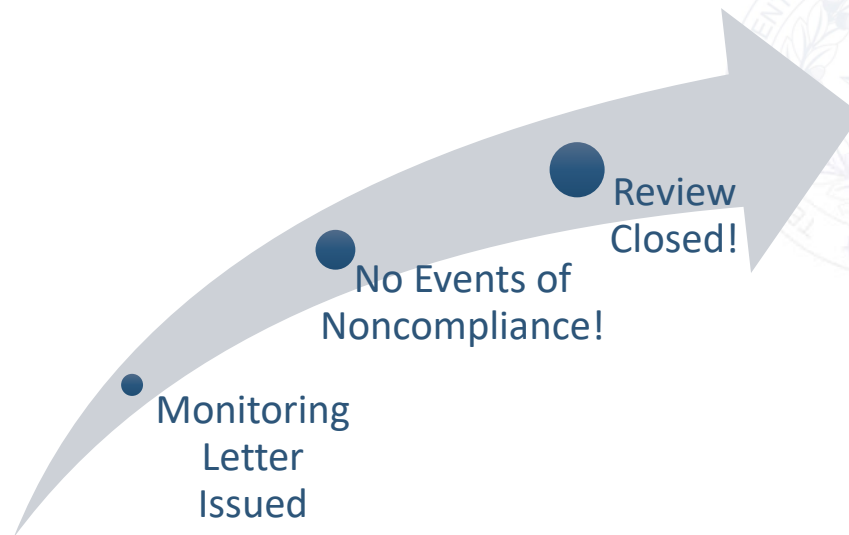 Monitoring
Letter
Issued
No Events of
Noncompliance!
Review
Closed!